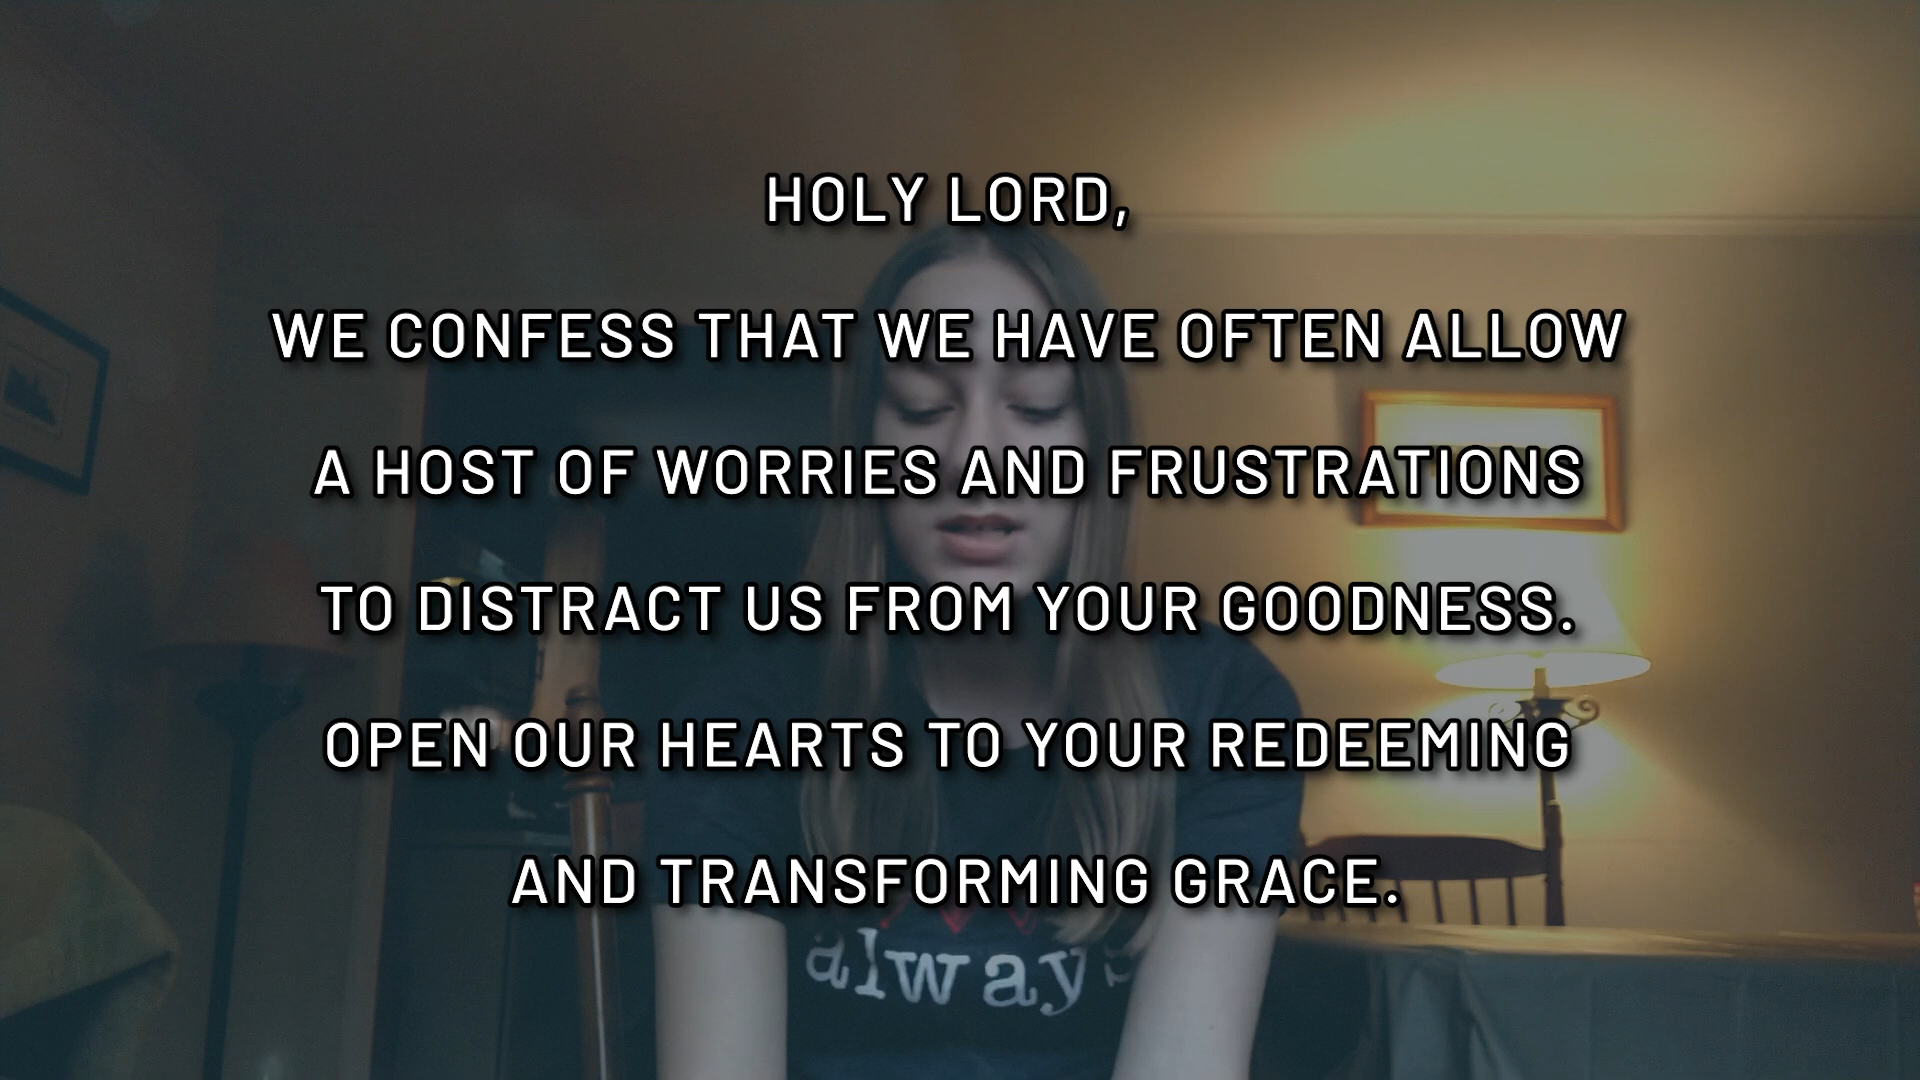 HOLY LORD,
WE CONFESS THAT WE HAVE OFTEN ALLOW
A HOST OF WORRIES AND FRUSTRATIONS
TO DISTRACT US FROM YOUR GOODNESS.
OPEN OUR HEARTS TO YOUR REDEEMING
AND TRANSFORMING GRACE.
always